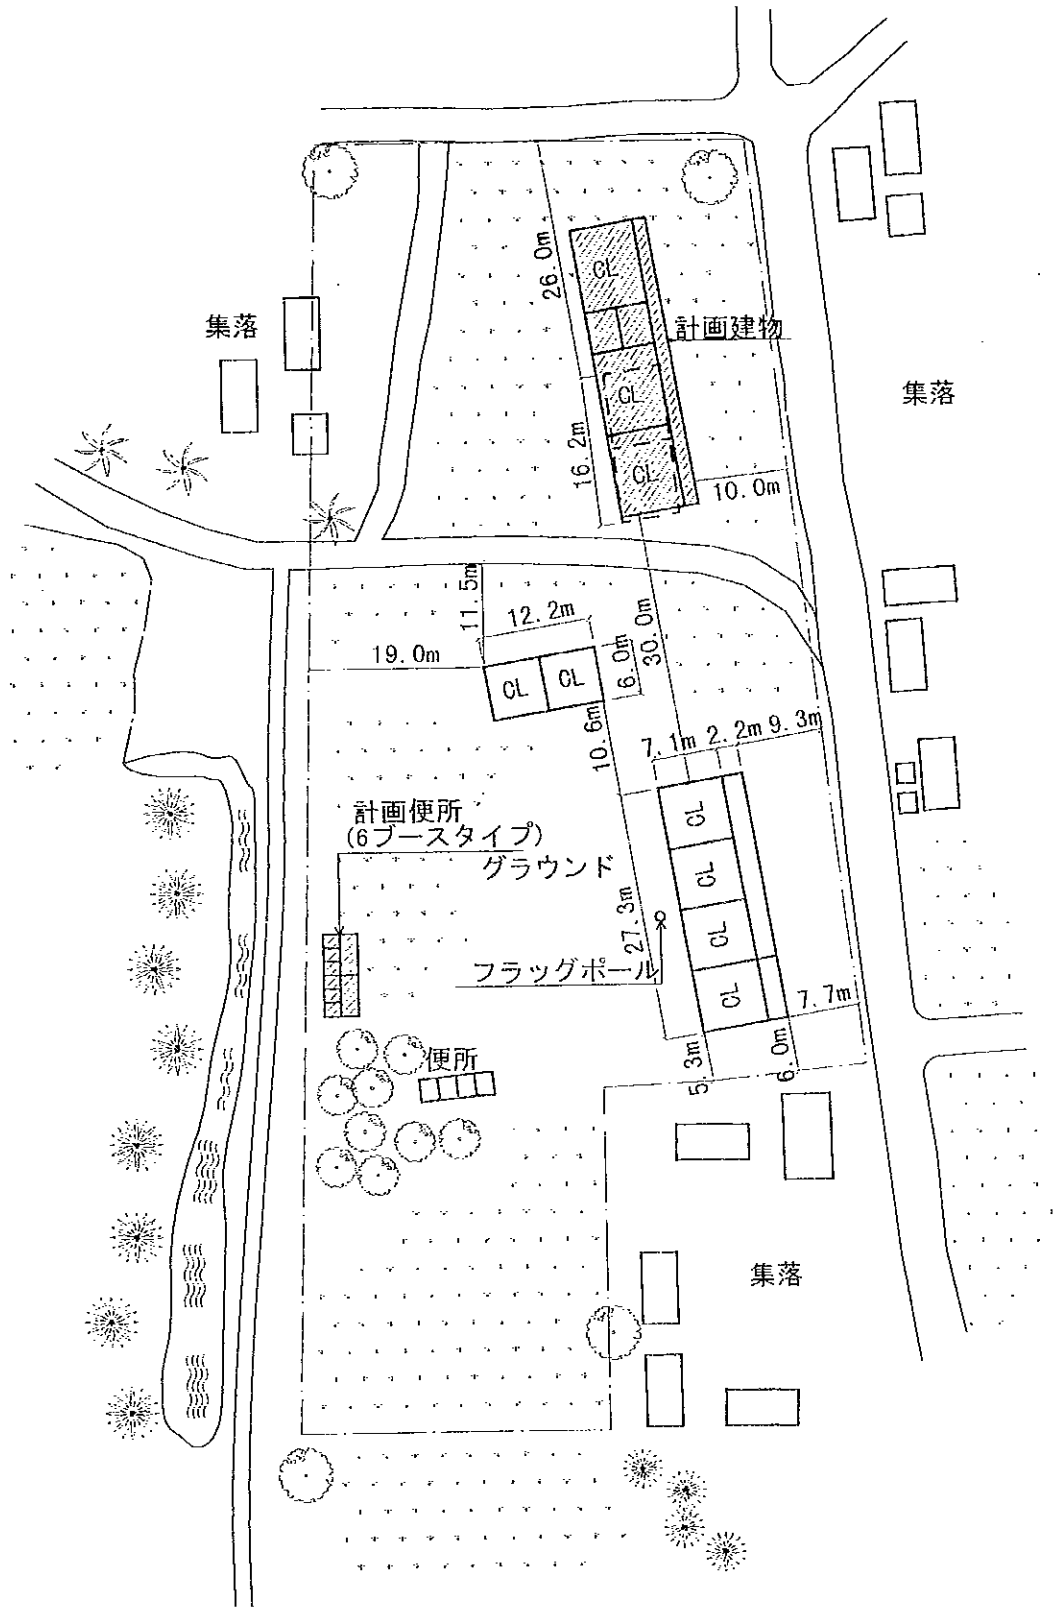 CL
26.0m
集落
計画建物
集落
CL
16.2m
CL
10.0m
11.5m
12.2m
19.0m
CL
CL
6.0m
30.0m
10.6m
7.1m
2.2m
9.3m
計画便所
(6ブースタイプ)
グラウンド
CL
CL
27.3m
CL
フラッグポール
CL
7.7m
便所
5.3m
6.0m
集落